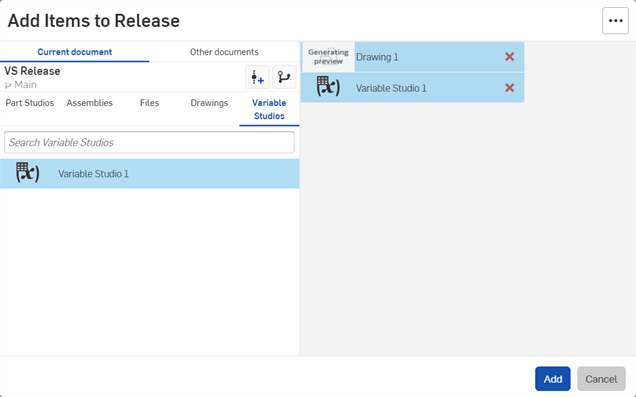 Add Items to Release
Current document
Other documents
VS Release
Main
Part Studios
Assemblies
Files
Drawings
Variable
Studios
Search Variable Studios
(x)
Variable Studio 1
Generating
preview
Drawing 1
(x)
Variable Studio 1
Add
Cancel